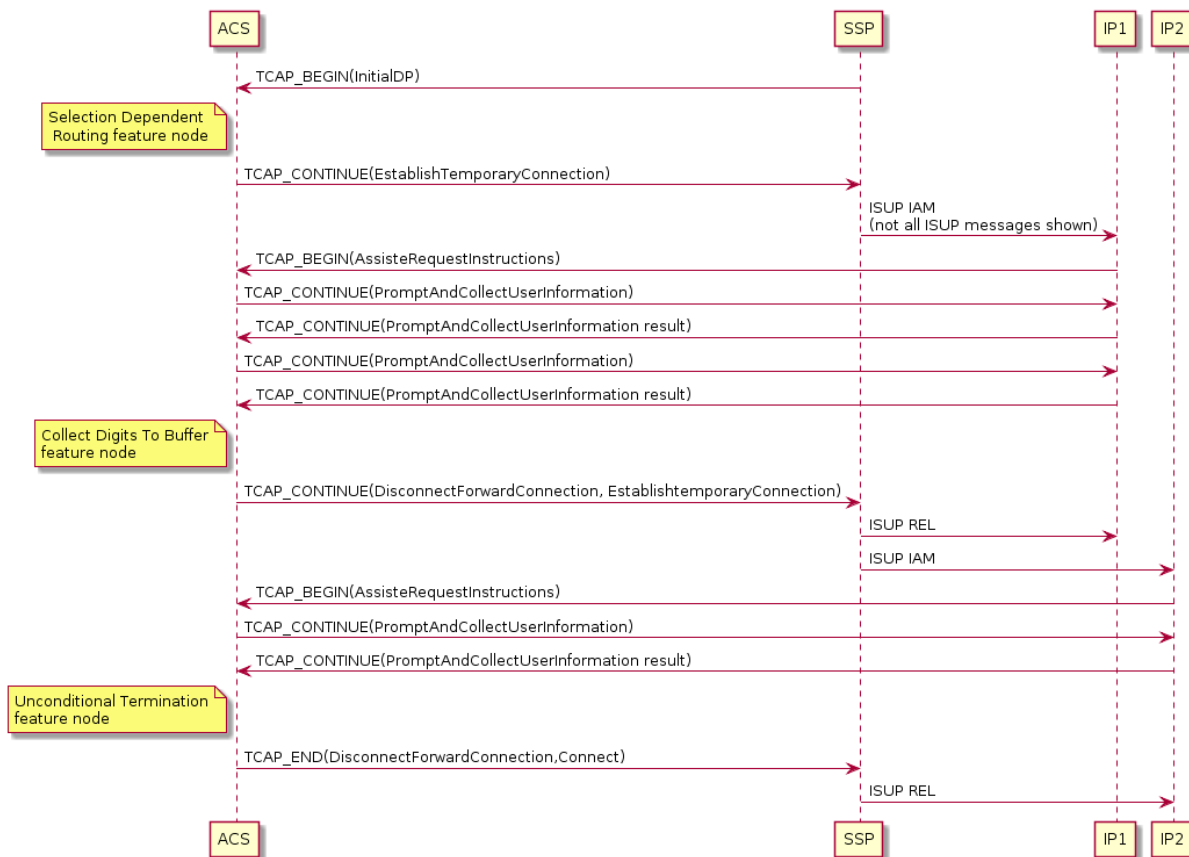 ACS SSP IP1 IP2
TCAP_BEGIN(InitialDP)
Selection Dependent
Routing feature node
TCAP_CONTINUE(EstablishTemporaryConnection)
ISUP IAM
(not all ISUP messages shown)
TCAP_BEGIN(AssisteRequestInstructions)
TCAP_CONTINUE(PromptAndCollectUserInformation)
TCAP_CONTINUE(PromptAndCollectUserInformation result)
TCAP_CONTINUE(PromptAndCollectUserInformation)
TCAP_CONTINUE(PromptAndCollectUserInformation result)
Collect Digits To Buffer
feature node
TCAP_CONTINUE(DisconnectForwardConnection, EstablishtemporaryConnection)
ISUP REL
ISUP IAM
TCAP_BEGIN(AssisteRequestInstructions)
TCAP_CONTINUE(PromptAndCollectUserInformation)
TCAP_CONTINUE(PromptAndCollectUserInformation result)
Unconditional Termination
feature node
TCAP_END(DisconnectForwardConnection,Connect)
ISUP REL
ACS SSP IP1 IP2